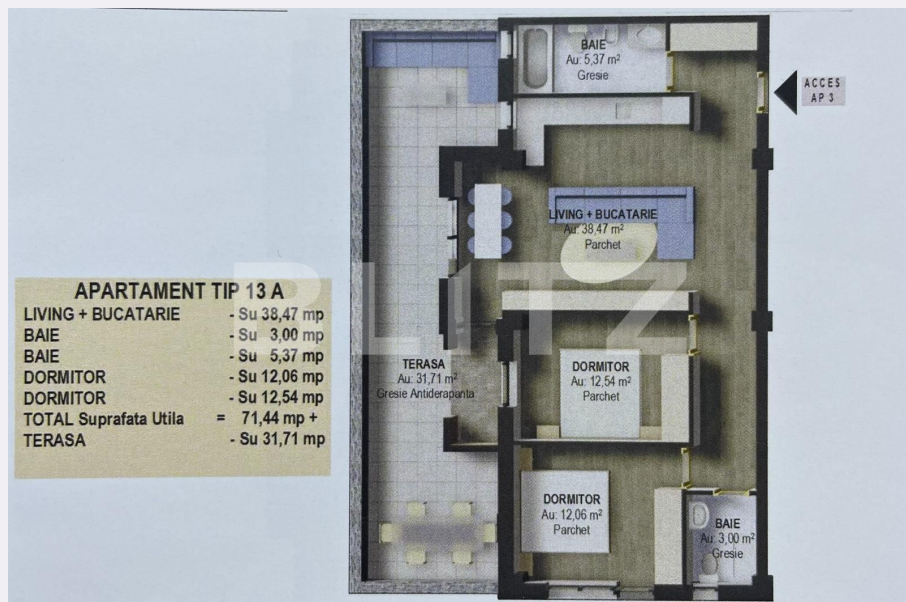 BAIE
Au: 5,37 m²
Gresie
ACCES
AP 3
LIVING + BUCATARIE
Au: 38,47 m²
Parchet
BLITZ
APARTAMENT TIP 13 A
LIVING + BUCATARIE - Su 38,47 mp
BAIE - Su 3,00 mp
BAIE - Su 5,37 mp
DORMITOR - Su 12,06 mp
DORMITOR - Su 12,54 mp
TOTAL Suprafata Utila = 71,44 mp +
TERASA - Su 31,71 mp
TERASA
Au: 31,71 m²
Gresie Antiderapanta
DORMITOR
Au: 12,54 m²
Parchet
DORMITOR
Au: 12,06 m²
Parchet
BAIE
Au: 3,00 m²
Gresie